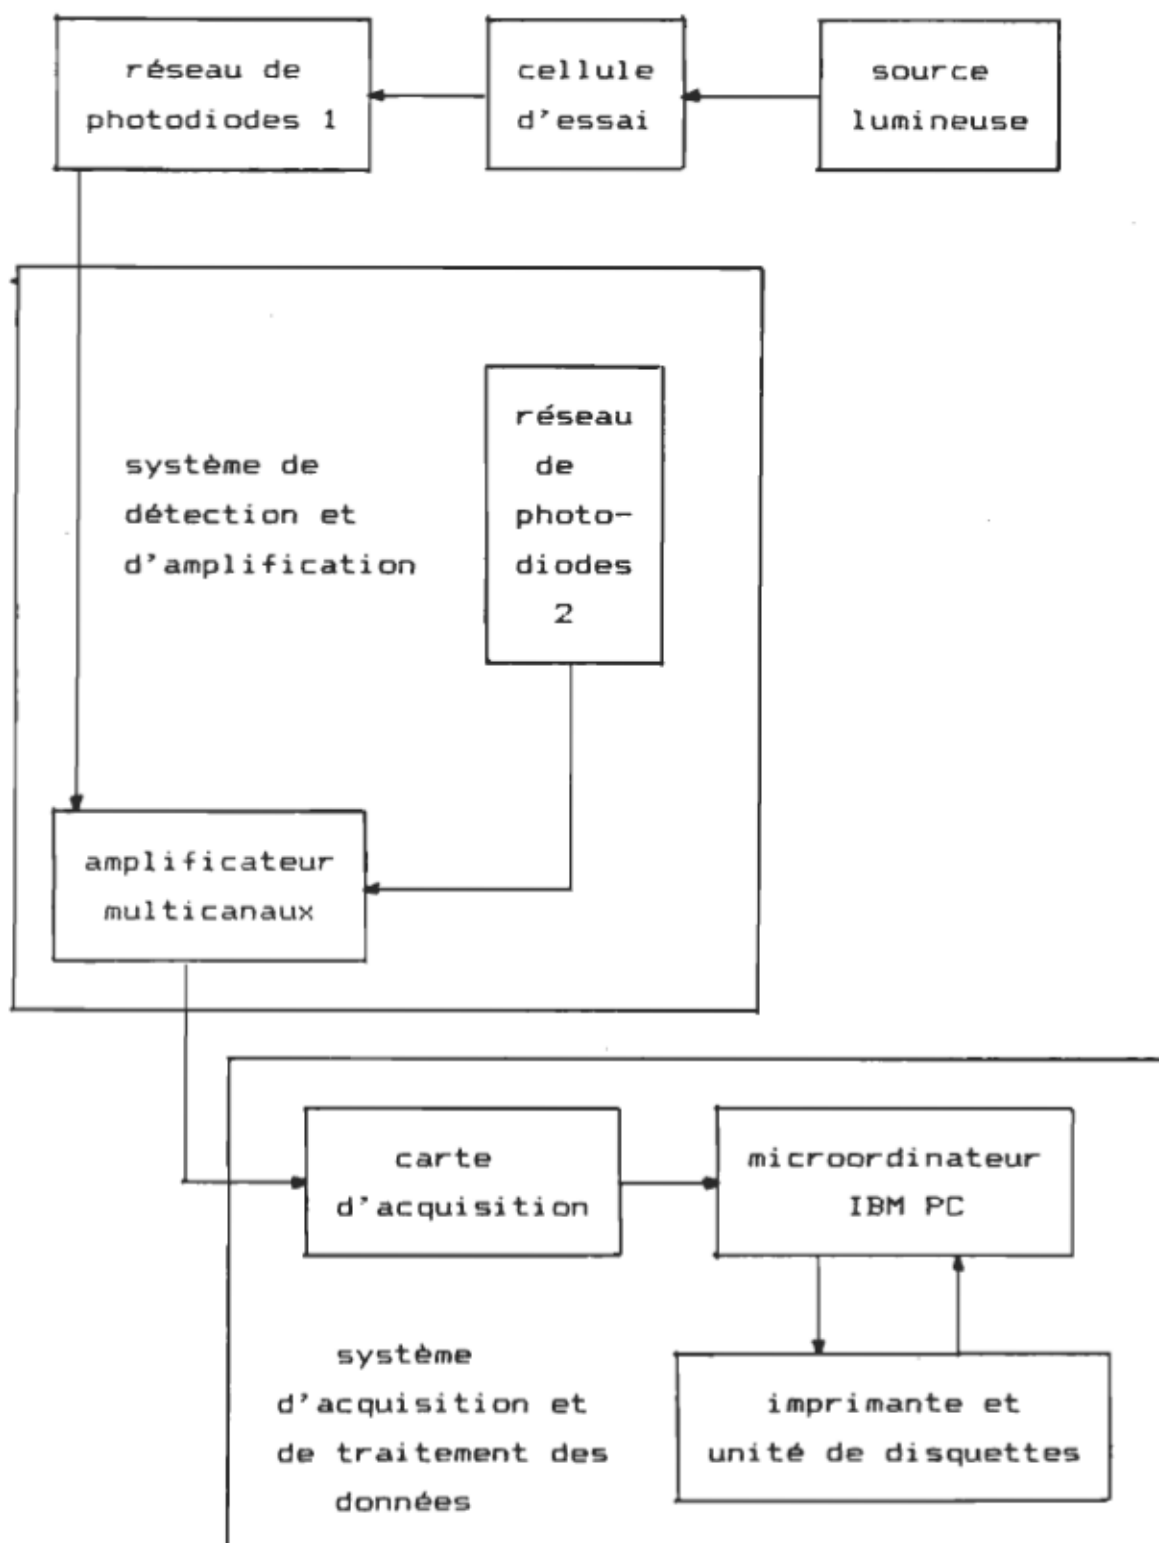 réseau de
photodiodes 1
cellule
d'essai
source
lumineuse
système de
détection et
d'amplification
réseau
de
photo-
diodes
2
amplificateur
multicanaux
carte
d'acquisition
microordinateur
IBM PC
système
d'acquisition et
de traitement des
données
imprimante et
unité de disquettes